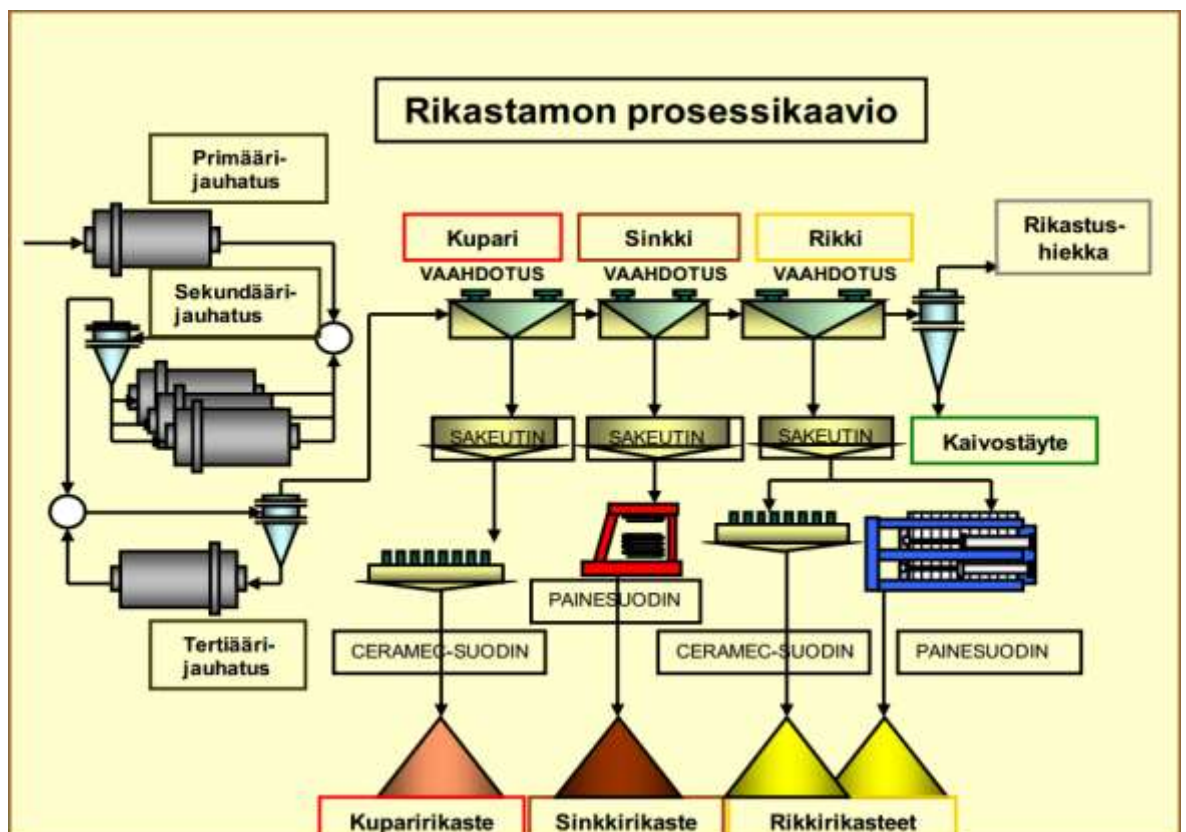 Rikastamon prosessikaavio
Primääri-
jauhatus
Sekundääri-
jauhatus
Kupari
Sinkki
Rikki
VAAHDOTUS
VAAHDOTUS
VAAHDOTUS
Rikastus-
hiekka
SAKEUTIN
SAKEUTIN
SAKEUTIN
Kaivostäyte
PAINESUODIN
Tertiääri-
jauhatus
CERAMEC-SUODIN
CERAMEC-SUODIN
PAINESUODIN
Kuparirikaste
Sinkkirikaste
Rikkirikasteet